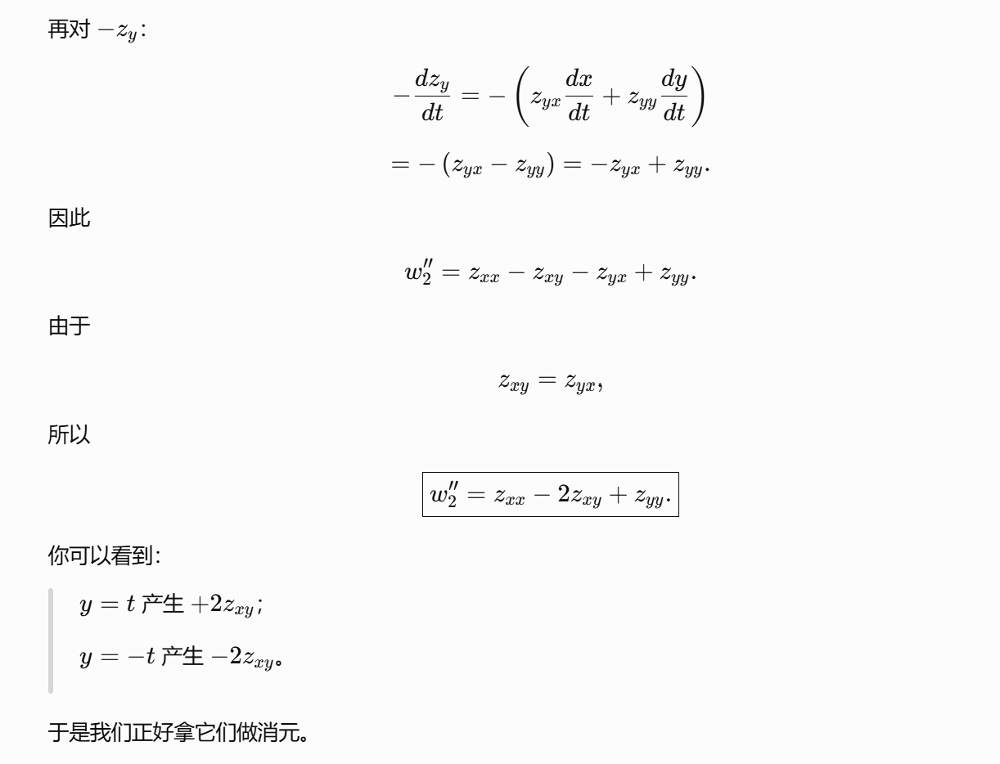 再对 $-z_y$：
$$-\frac{dz_y}{dt} = -\left(z_{yx}\frac{dx}{dt} + z_{yy}\frac{dy}{dt}\right)$$
$$= -(z_{yx} - z_{yy}) = -z_{yx} + z_{yy}.$$
因此
$$w_2'' = z_{xx} - z_{xy} - z_{yx} + z_{yy}.$$
由于
$$z_{xy} = z_{yx},$$
所以
$$\boxed{w_2'' = z_{xx} - 2z_{xy} + z_{yy}.}$$
你可以看到：
$y = t$ 产生 $+2z_{xy}$；
$y = -t$ 产生 $-2z_{xy}$。
于是我们正好拿它们做消元。